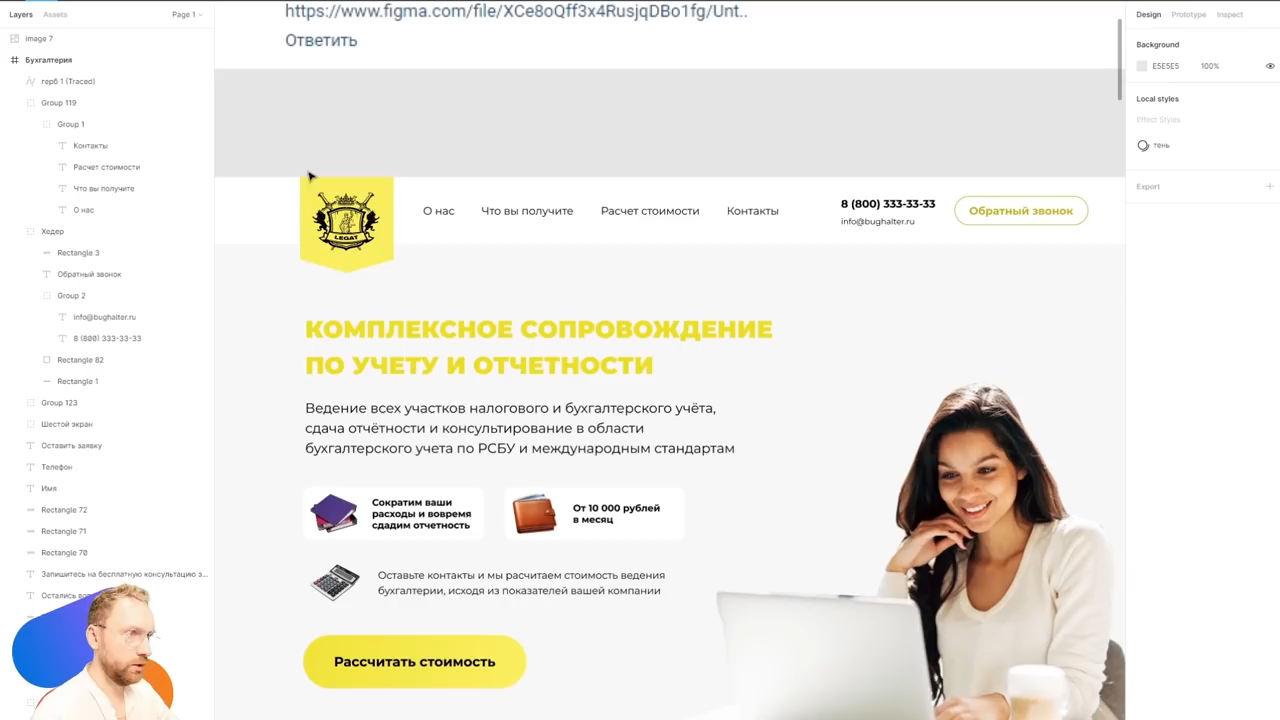 Layers
Assets
Page 1
image 7
Бухгалтерия
герб 1 (Traced)
Group 119
Group 1
Контакты
Расчет стоимости
Что вы получите
О нас
Хедер
Rectangle 3
Обратный звонок
Group 2
info@bughalter.ru
8 (800) 333-33-33
Rectangle 82
Rectangle 1
Group 123
Шестой экран
Оставить заявку
Телефон
Имя
Rectangle 72
Rectangle 71
Rectangle 70
Запишитесь на бесплатную консультацию э...
Остались
https://www.figma.com/file/XCe8oQff3x4RusjqDBo1fg/Unt..
Ответить
LEGAT
О нас
Что вы получите
Расчет стоимости
Контакты
8 (800) 333-33-33
info@bughalter.ru
Обратный звонок
КОМПЛЕКСНОЕ СОПРОВОЖДЕНИЕ
ПО УЧЕТУ И ОТЧЕТНОСТИ
Ведение всех участков налогового и бухгалтерского учёта,
сдача отчётности и консультирование в области
бухгалтерского учета по РСБУ и международным стандартам
Сократим ваши
расходы и вовремя
сдадим отчетность
От 10 000 рублей
в месяц
Оставьте контакты и мы расчитаем стоимость ведения
бухгалтерии, исходя из показателей вашей компании
Рассчитать стоимость
Design
Prototype
Inspect
Background
E5E5E5
100%
Local styles
Effect Styles
тень
Export